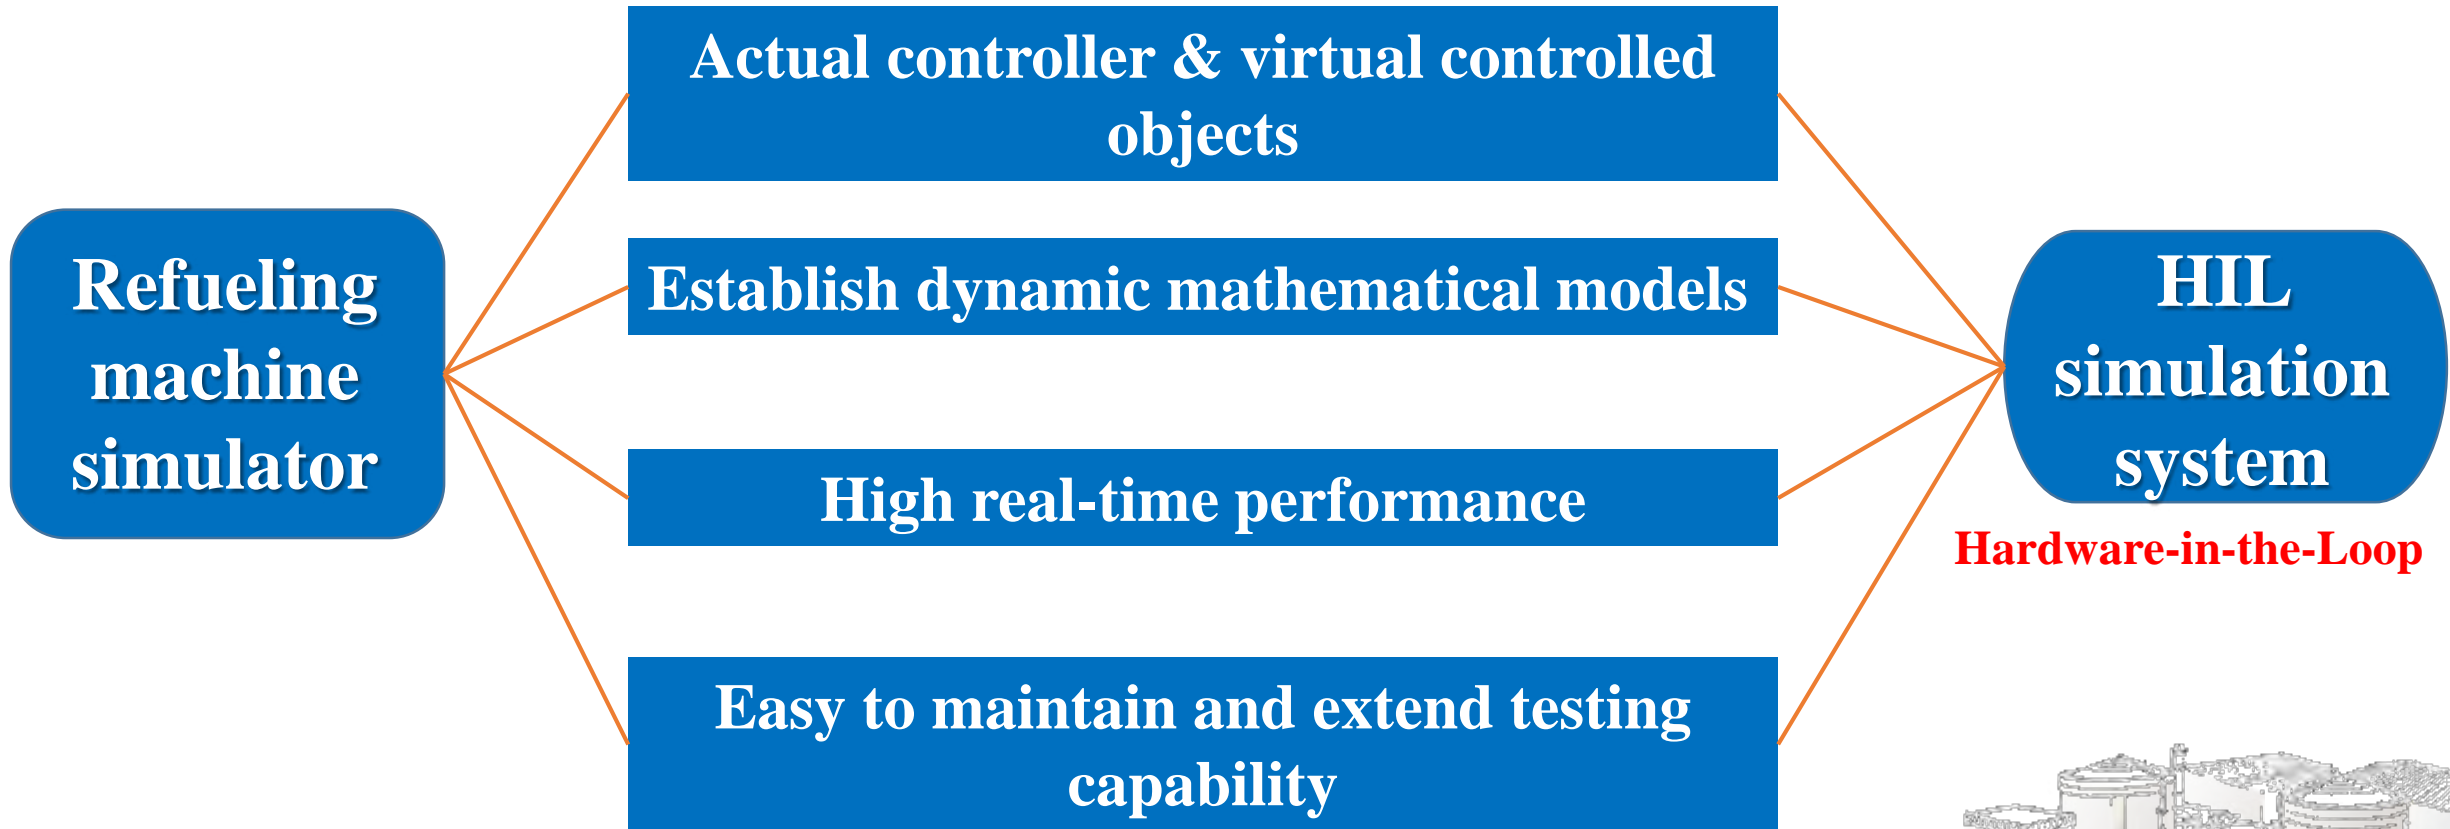 Refueling
machine
simulator
Actual controller & virtual controlled
objects
Establish dynamic mathematical models
High real-time performance
Easy to maintain and extend testing
capability
HIL
simulation
system
Hardware-in-the-Loop